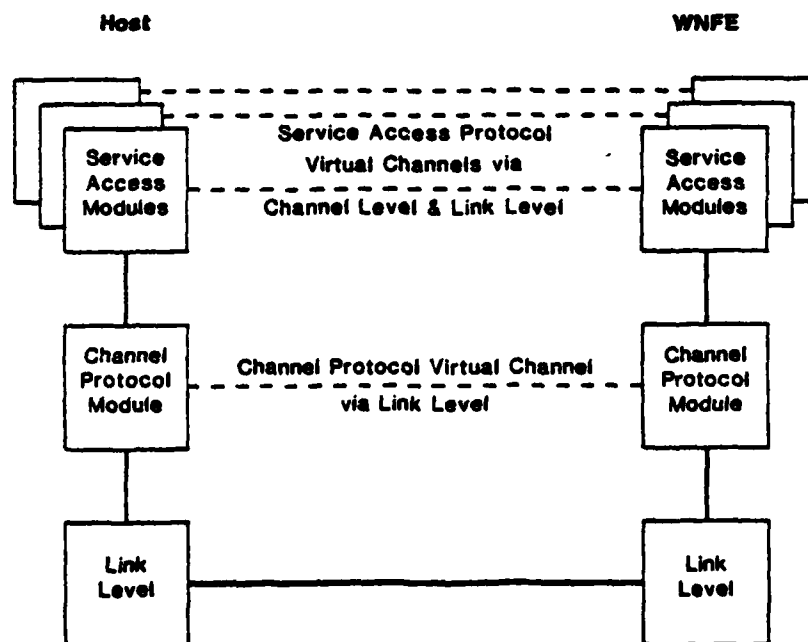 Host
WNFE
Service Access Protocol
Virtual Channels via
Channel Level & Link Level
Service
Access
Modules
Service
Access
Modules
Channel
Protocol
Module
Channel Protocol Virtual Channel
via Link Level
Channel
Protocol
Module
Link
Level
Link
Level